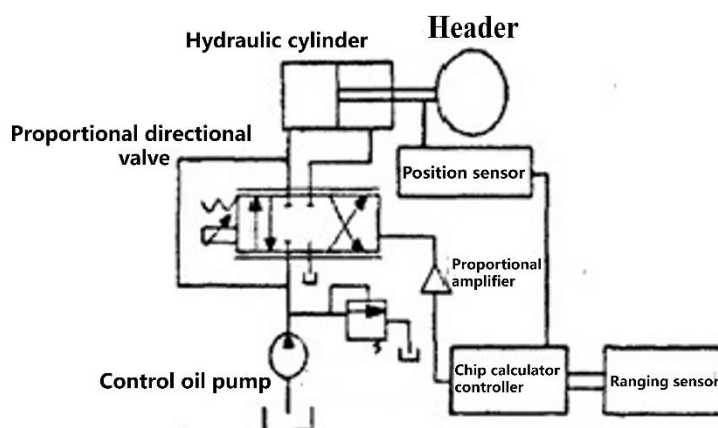 Header
Hydraulic cylinder
Proportional directional
valve
Position sensor
Proportional
amplifier
Control oil pump
Chip calculator
controller
Ranging sensor